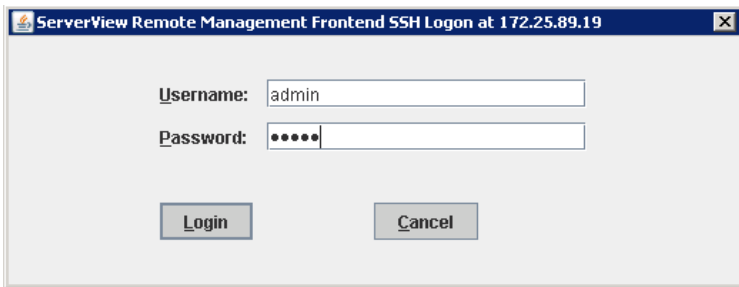 ServerView Remote Management Frontend SSH Logon at 172.25.89.19
Username: admin
Password: •••••
Login Cancel